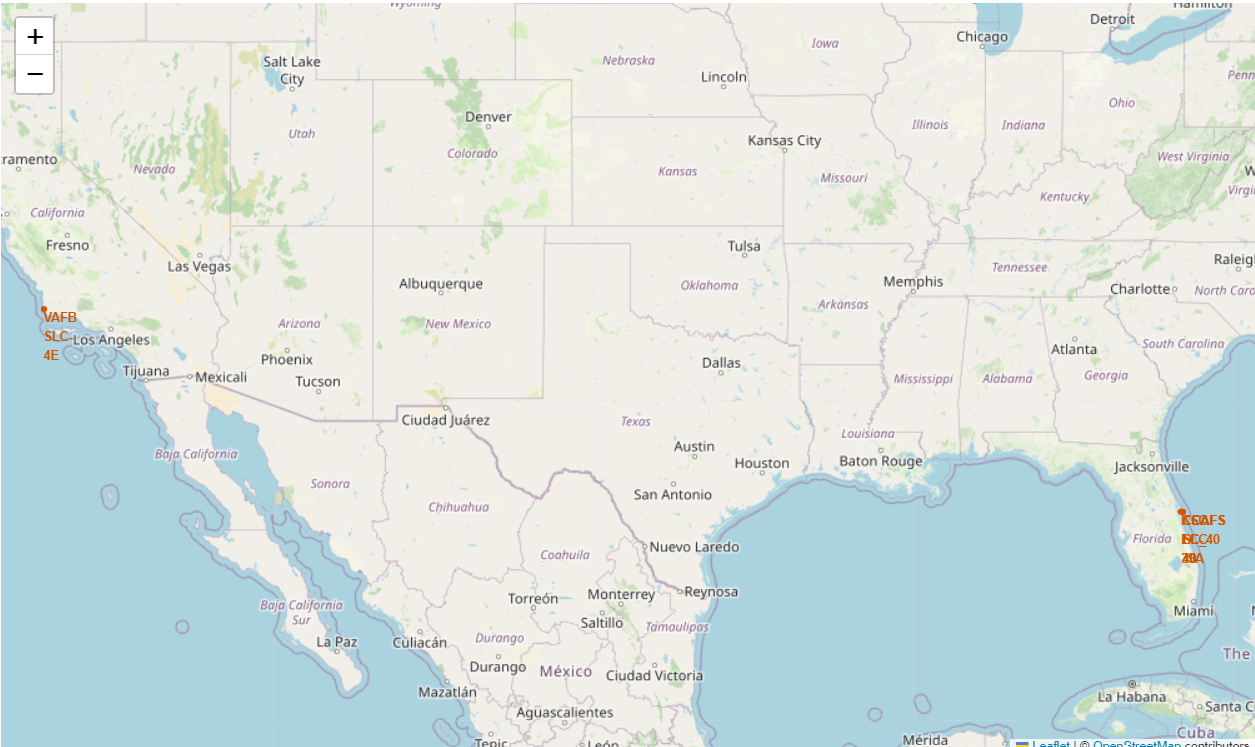 Wyoming
Hamilton
Detroit
+
Chicago
Iowa
Salt Lake
City
Nebraska
Lincoln
−
Penn
Ohio
Denver
Illinois
Indiana
Utah
Kansas City
Colorado
ramento
Nevada
Kansas
Missouri
West Virginia
W
Virgi
Kentucky
California
Fresno
Tulsa
Las Vegas
Raleigh
Tennessee
Albuquerque
Oklahoma
Memphis
Charlotte
North Caro
Arkansas
VAFB
SLC-
4E
Arizona
New Mexico
Los Angeles
Atlanta
South Carolina
Phoenix
Dallas
Tijuana
Mexicali
Tucson
Mississippi
Alabama
Georgia
Ciudad Juárez
Texas
Louisiana
Baja California
Austin
Houston
Baton Rouge
Jacksonville
Sonora
San Antonio
Chihuahua
Florida
Coahuila
Nuevo Laredo
Torreón
Monterrey
Reynosa
Baja California
Sur
Saltillo
Tamaulipas
Miami
La Paz
Culiacán
Durango
Durango
México
Ciudad Victoria
The
Mazatlán
La Habana
Santa C
Aguascalientes
Cuba
Tepic
León
Mérida
Leaflet | © OpenStreetMap contributors